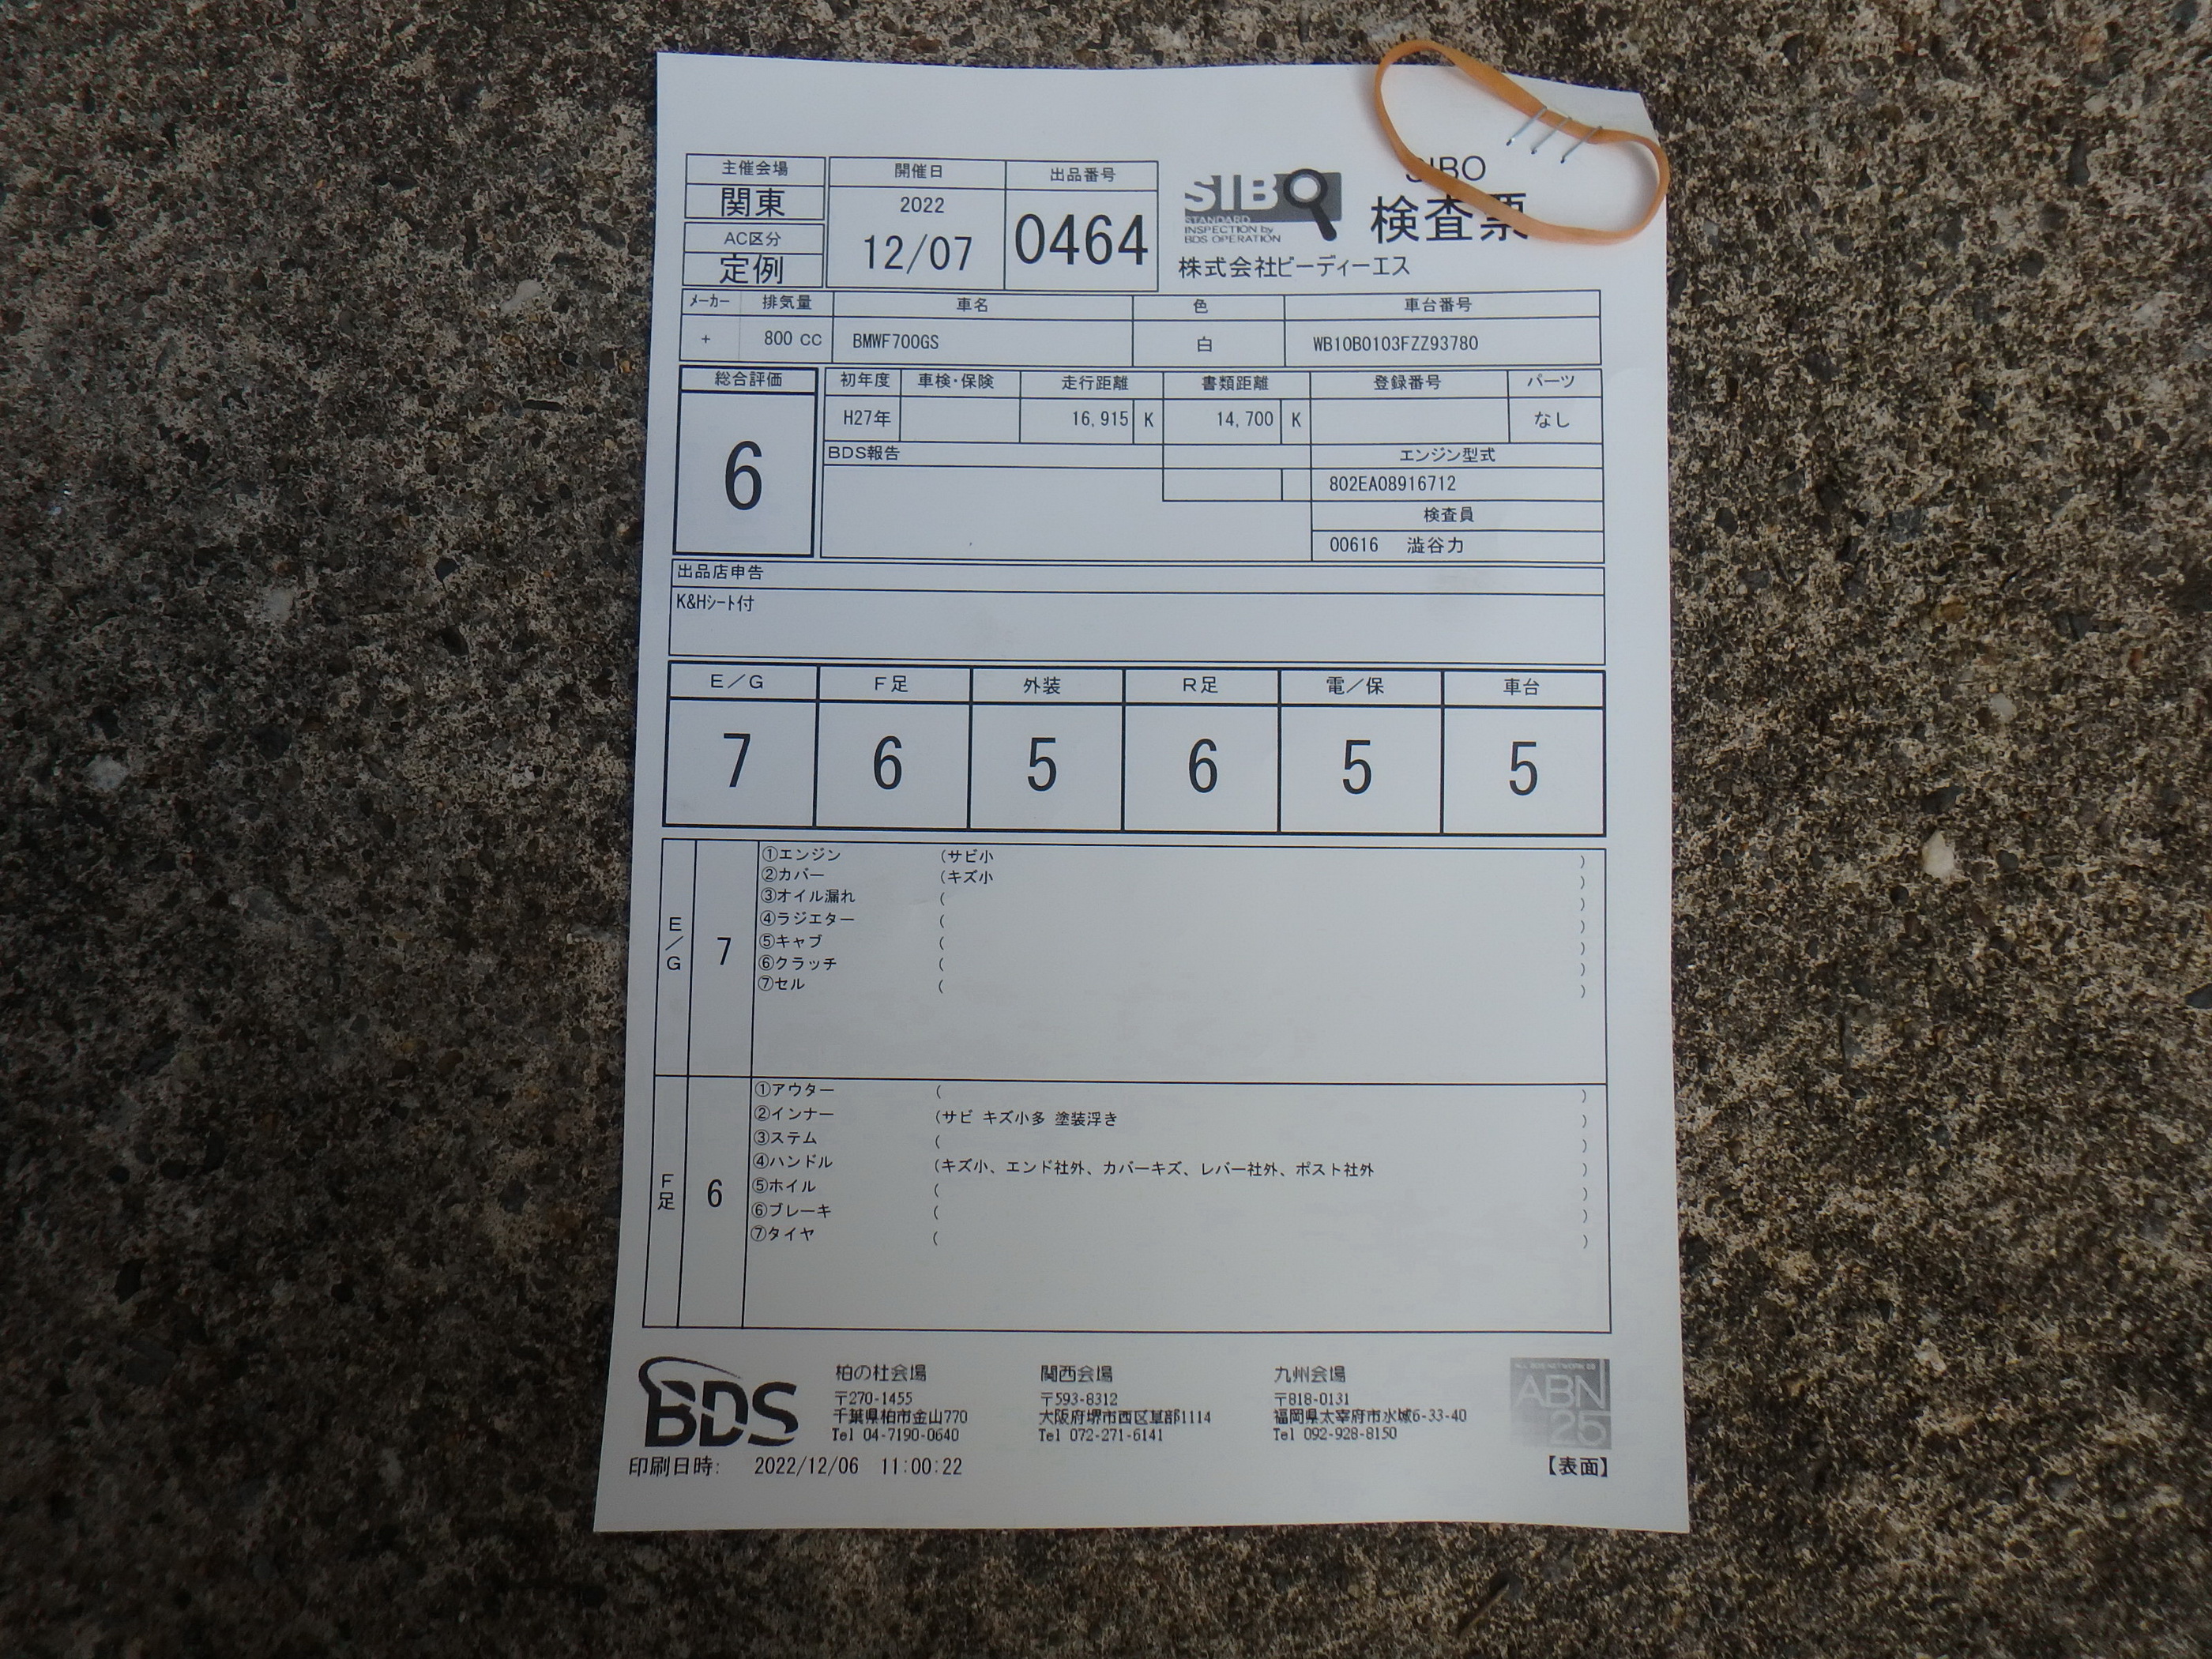 SIBO
検査票
主催会場
関東
AC区分
定例
開催日
2022
12/07
出品番号
0464
SIBO
STANDARD
INSPECTION by
BDS OPERATION
株式会社ビーディーエス
メーカー 排気量 車名 色 車台番号
+ 800 CC BMWF700GS 白 WB10B0103FZZ93780
総合評価 初年度 車検・保険 走行距離 書類距離 登録番号 パーツ
6 H27年 16,915 K 14,700 K なし
BDS報告 エンジン型式
802EA08916712
検査員
00616 澁谷力
出品店申告
K&Hシート付
E/G F足 外装 R足 電/保 車台
7 6 5 6 5 5
E/G 7
①エンジン (サビ小 )
②カバー (キズ小 )
③オイル漏れ ( )
④ラジエター ( )
⑤キャブ ( )
⑥クラッチ ( )
⑦セル ( )
F足 6
①アウター ( )
②インナー (サビ キズ小多 塗装浮き )
③ステム ( )
④ハンドル (キズ小、エンド社外、カバーキズ、レバー社外、ポスト社外 )
⑤ホイル ( )
⑥ブレーキ ( )
⑦タイヤ ( )
BDS
柏の杜会場 関西会場 九州会場
〒270-1455 〒593-8312 〒818-0131
千葉県柏市金山770 大阪府堺市西区草部1114 福岡県太宰府市水城6-33-40
Tel 04-7190-0640 Tel 072-271-6141 Tel 092-928-8150
ABN
25
印刷日時: 2022/12/06 11:00:22 【表面】